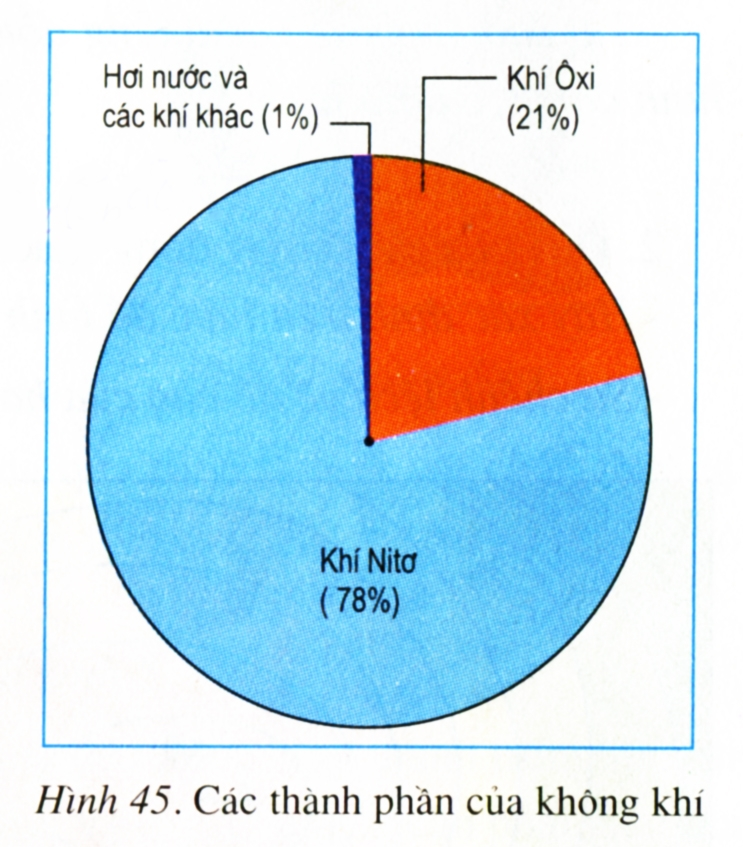 Hơi nước và
các khí khác (1%)
Khí Ôxi
(21%)
Khí Nitơ
( 78%)
Hình 45. Các thành phần của không khí